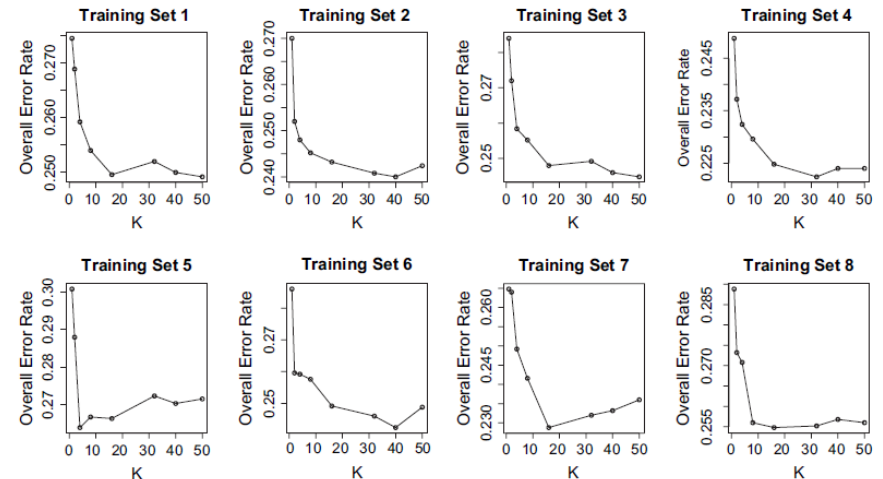 Training Set 1
Overall Error Rate
0.250 0.260 0.270
0 10 20 30 40 50
K
Training Set 2
Overall Error Rate
0.240 0.250 0.260 0.270
0 10 20 30 40 50
K
Training Set 3
Overall Error Rate
0.25 0.27
0 10 20 30 40 50
K
Training Set 4
Overall Error Rate
0.225 0.235 0.245
0 10 20 30 40 50
K
Training Set 5
Overall Error Rate
0.27 0.28 0.29 0.30
0 10 20 30 40 50
K
Training Set 6
Overall Error Rate
0.25 0.27
0 10 20 30 40 50
K
Training Set 7
Overall Error Rate
0.230 0.245 0.260
0 10 20 30 40 50
K
Training Set 8
Overall Error Rate
0.255 0.270 0.285
0 10 20 30 40 50
K